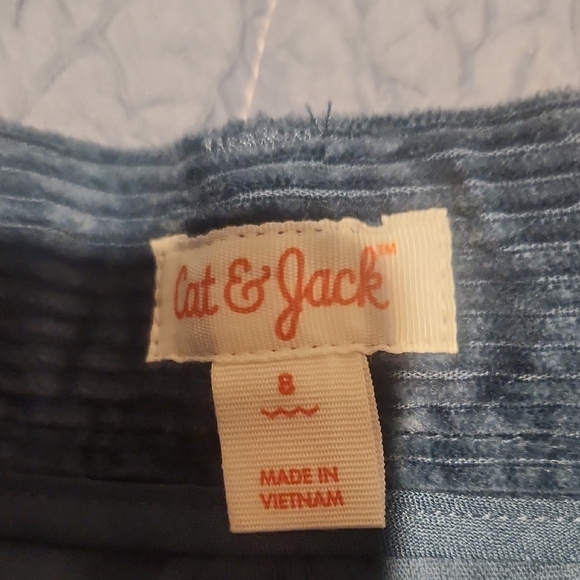 Cat & Jack™
8
MADE IN
VIETNAM